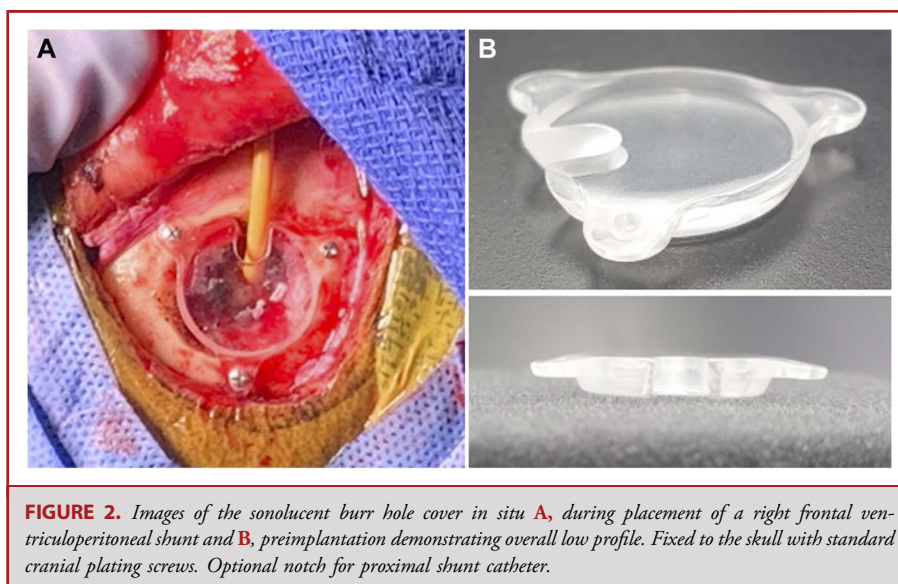 A
B
FIGURE 2. Images of the sonolucent burr hole cover in situ A, during placement of a right frontal ven-
triculoperitoneal shunt and B, preimplantation demonstrating overall low profile. Fixed to the skull with standard
cranial plating screws. Optional notch for proximal shunt catheter.